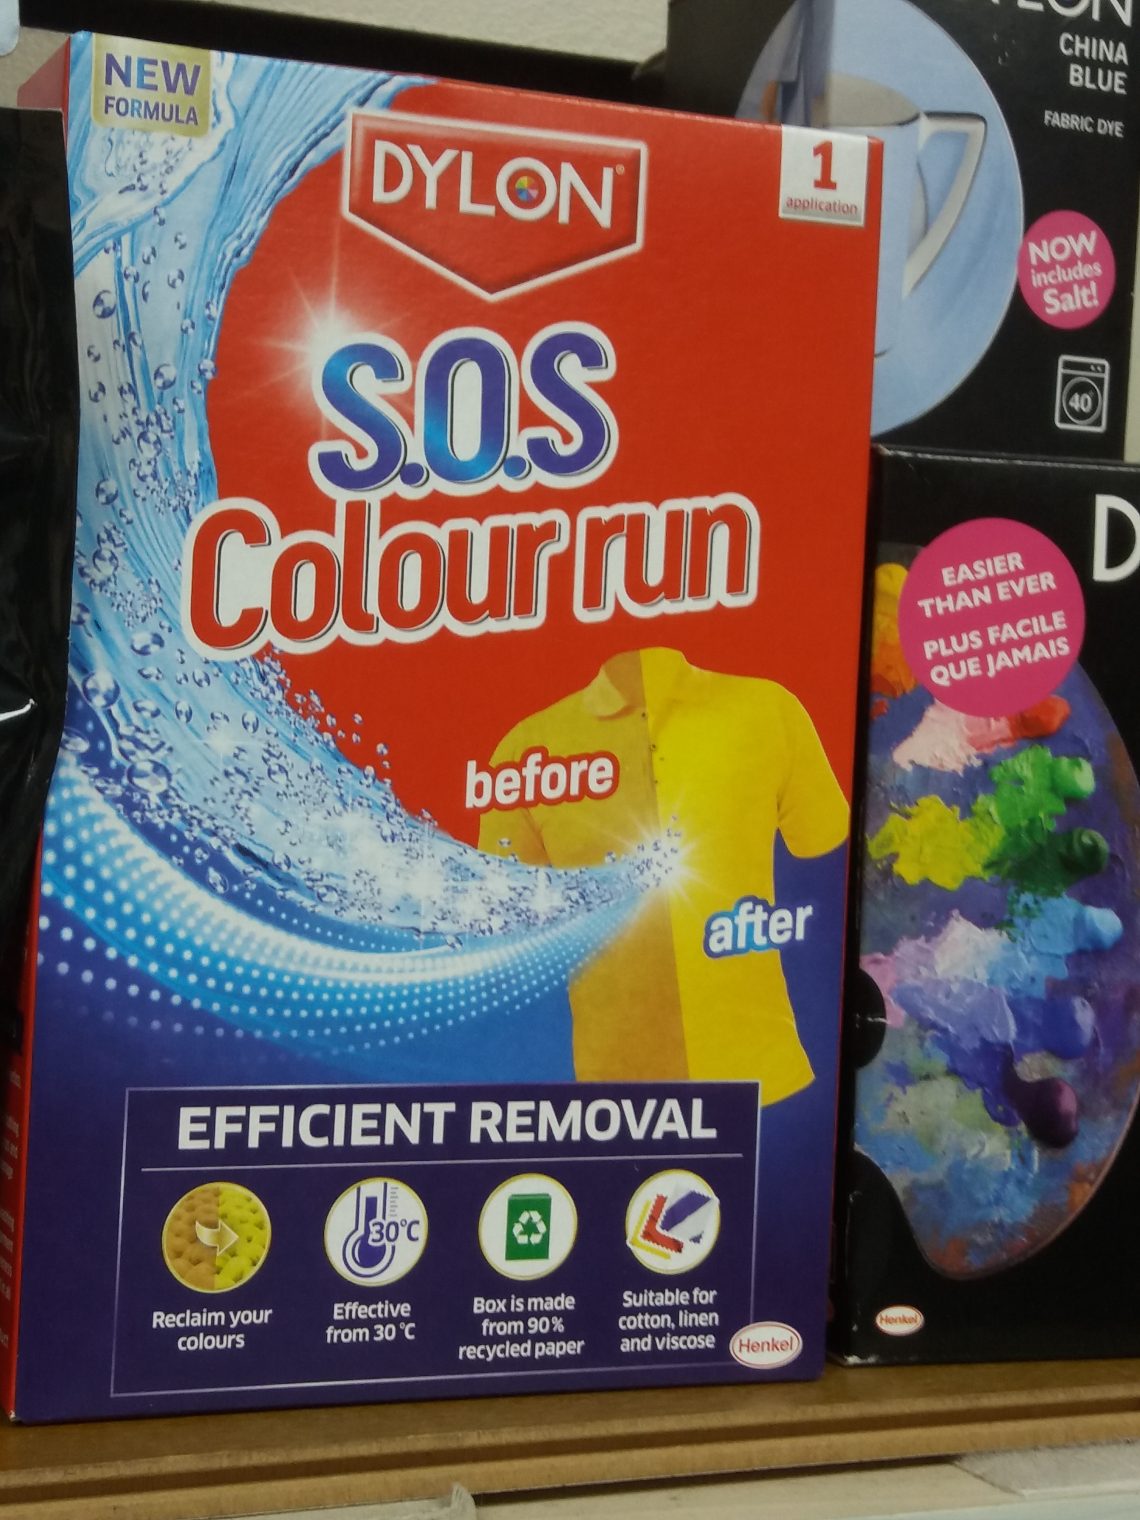 NEW
FORMULA
DYLON
1
application
S.O.S
Colour run
before
after
EFFICIENT REMOVAL
Reclaim your
colours
Effective
from 30°C
30°C
Box is made
from 90%
recycled paper
Suitable for
cotton, linen
and viscose
Henkel
CHINA
BLUE
FABRIC DYE
NOW
includes
Salt!
40°
EASIER
THAN EVER
PLUS FACILE
QUE JAMAIS
D
Henkel